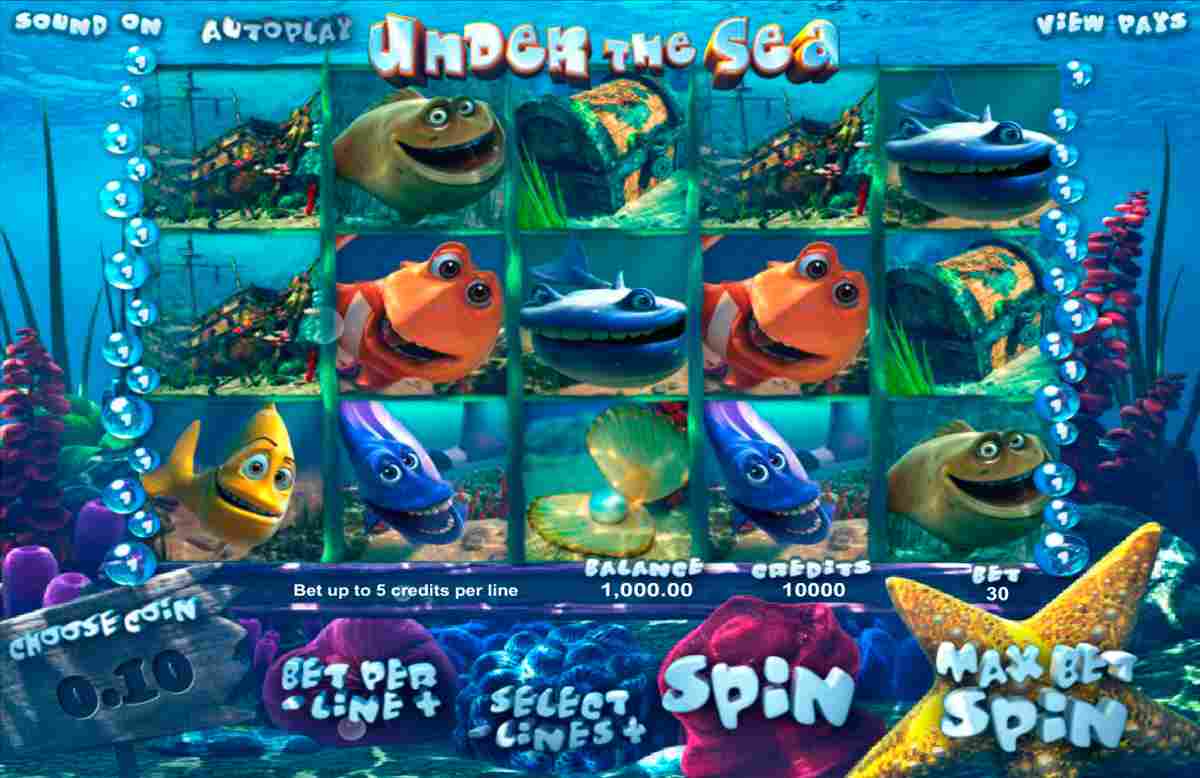 SOUND ON
AUTOPLAY
UNDER THE SEA
VIEW PAYS
Bet up to 5 credits per line
BALANCE
1,000.00
CREDITS
10000
BET
30
CHOOSE COIN
0.10
BET PER
- LINE +
SELECT
- LINES +
SPIN
MAX BET
SPIN